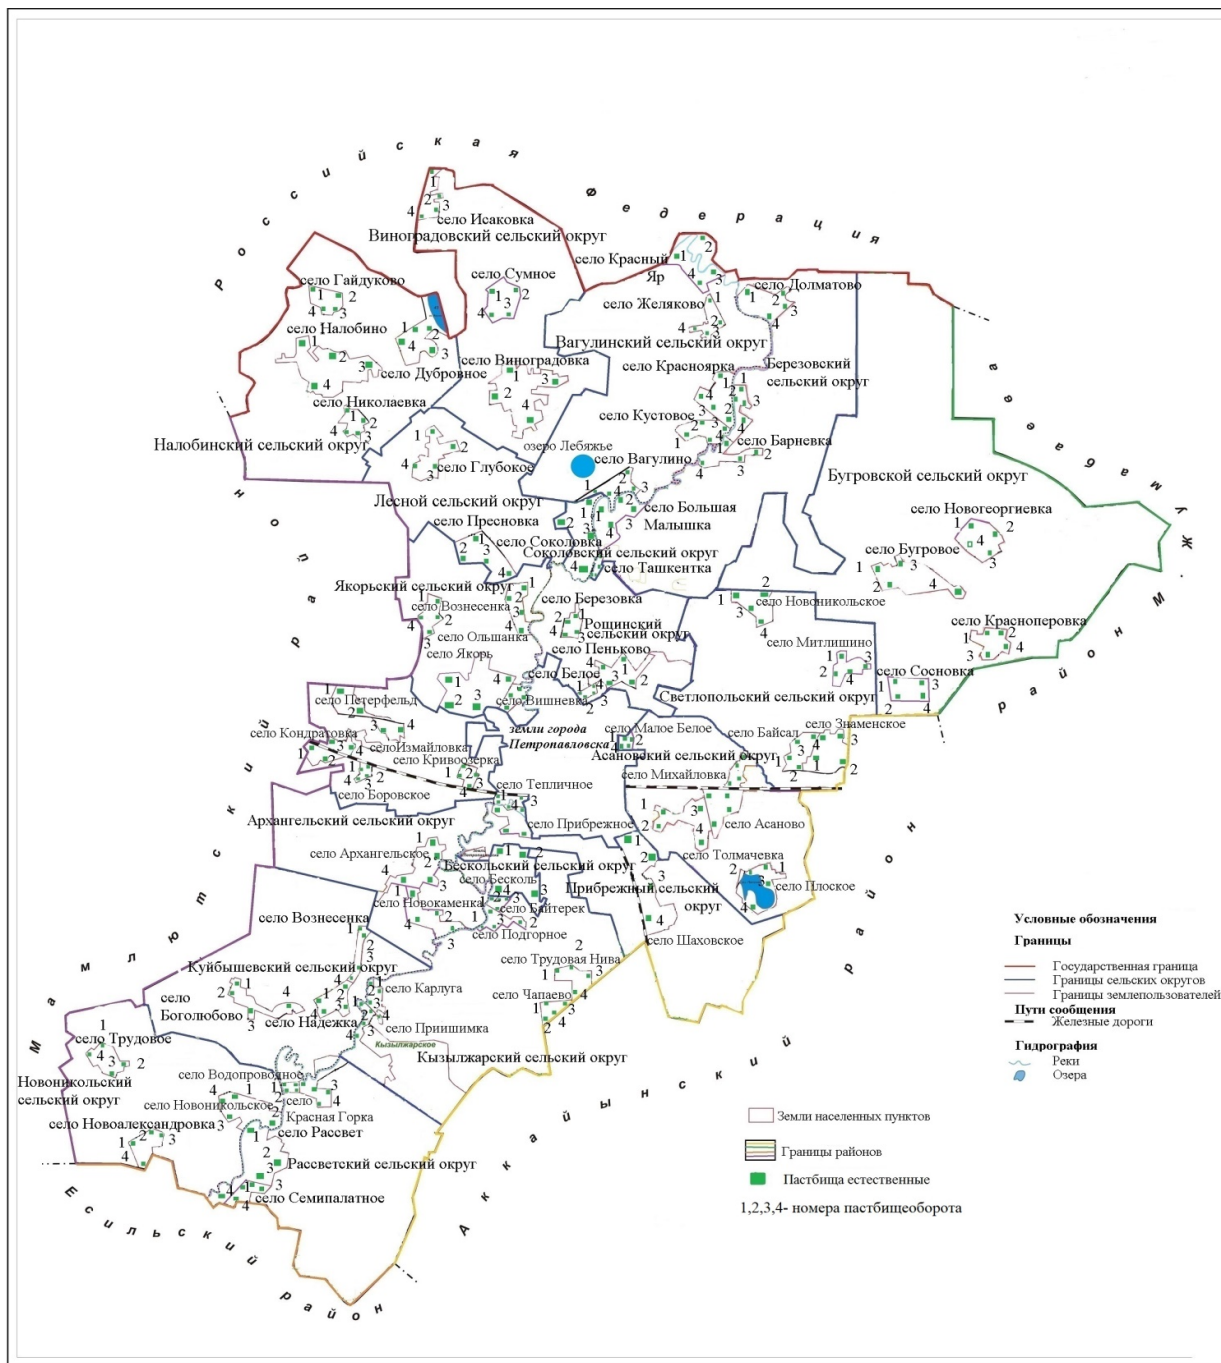 Российская Федерация
село Исаковка
Виноградовский сельский округ
село Красный
Яр
село Гайдуково
село Сумное
село Долматово
село Желяково
село Налобино
Вагулинский сельский округ
село Виноградовка
село Красноярка
Березовский
сельский округ
село Дубровное
село Николаевка
село Кустовое
Налобинский сельский округ
озеро Лебяжье
село Барневка
село Глубокое
село Вагулино
Бугровской сельский округ
Лесной сельский округ
село Большая
Малышка
село Новогеоргиевка
село Пресновка
село Соколовка
Соколовский сельский округ
село Бугровое
село Ташкентка
Якорьский сельский округ
село Вознесенка
село Березовка
село Новоникольское
Рощинский
сельский округ
село Красноперовка
село Ольшанка
село Митлишино
село Якорь
село Пеньково
село Белое
село Сосновка
Светлопольский сельский округ
село Петерфельд
село Вишневка
земли города
Петропавловска
село Малое Белое
село Знаменское
село Байсал
село Кондратовка
село Измайловка
село Кривоозерка
Асановский сельский округ
село Михайловка
село Боровское
село Тепличное
Архангельский сельский округ
село Прибрежное
село Асаново
село Архангельское
Бескольский сельский округ
село Толмачевка
село Бесколь
Прибрежный сельский
округ
село Плоское
село Новокаменка
село Байтерек
село Вознесенка
село Подгорное
село Шаховское
село Трудовая Нива
Куйбышевский сельский округ
село Карлуга
село Чапаево
село
Боголюбово
село Надежка
село Приишимка
Кызылжарское
Кызылжарский сельский округ
село Трудовое
Новоникольский
сельский округ
село Водопроводное
село Новоникольское
село
Красная Горка
село Новоалександровка
село Рассвет
Рассветский сельский округ
село Семипалатное
Мамлютский район
Есильский район
Аккайынский район
район М. Жумабаева
Условные обозначения
Границы
Государственная граница
Границы сельских округов
Границы землепользователей
Пути сообщения
Железные дороги
Гидрография
Реки
Озера
Земли населенных пунктов
Границы районов
Пастбища естественные
1,2,3,4- номера пастбищеоборота